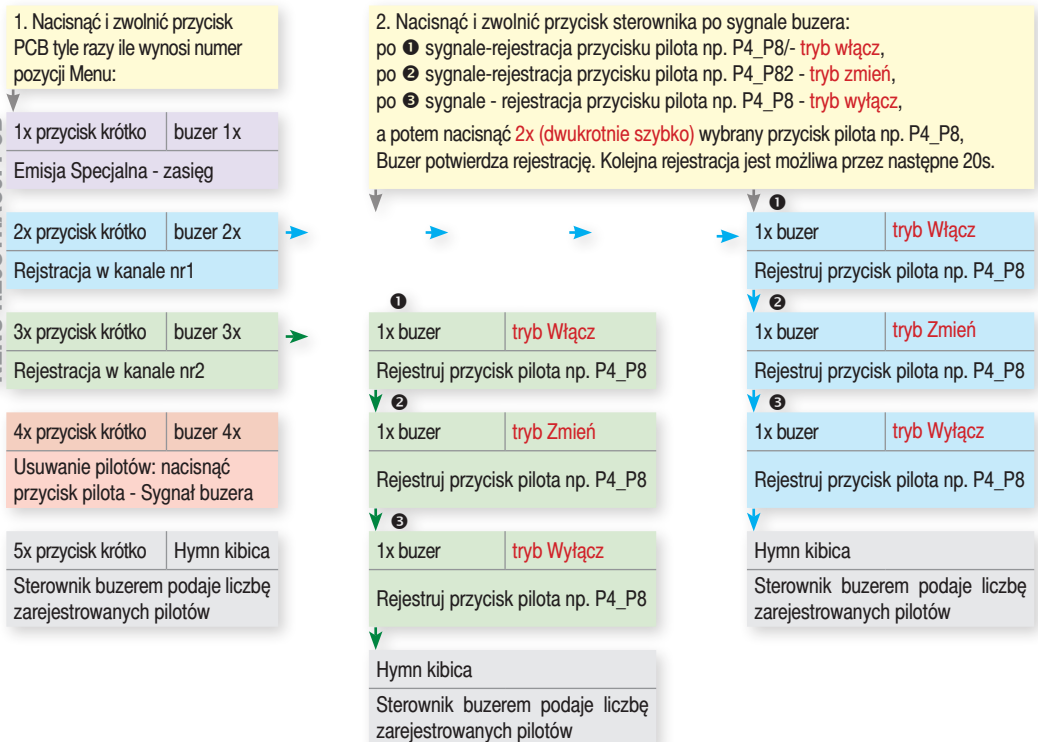 1. Nacisnąć i zwolnić przycisk
PCB tyle razy ile wynosi numer
pozycji Menu:
1x przycisk krótko buzer 1x
Emisja Specjalna - zasięg
2x przycisk krótko buzer 2x
Rejstracja w kanale nr1
3x przycisk krótko buzer 3x
Rejestracja w kanale nr2
4x przycisk krótko buzer 4x
Usuwanie pilotów: nacisnąć
przycisk pilota - Sygnał buzera
5x przycisk krótko Hymn kibica
Sterownik buzerem podaje liczbę
zarejestrowanych pilotów
2. Nacisnąć i zwolnić przycisk sterownika po sygnale buzera:
po ❶ sygnale-rejestracja przycisku pilota np. P4_P8/- tryb włącz,
po ❷ sygnale-rejestracja przycisku pilota np. P4_P82 - tryb zmień,
po ❸ sygnale - rejestracja przycisku pilota np. P4_P8 - tryb wyłącz,
a potem nacisnąć 2x (dwukrotnie szybko) wybrany przycisk pilota np. P4_P8,
Buzer potwierdza rejestrację. Kolejna rejestracja jest możliwa przez następne 20s.
❶
1x buzer tryb Włącz
Rejestruj przycisk pilota np. P4_P8
❷
1x buzer tryb Zmień
Rejestruj przycisk pilota np. P4_P8
❸
1x buzer tryb Wyłącz
Rejestruj przycisk pilota np. P4_P8
Hymn kibica
Sterownik buzerem podaje liczbę
zarejestrowanych pilotów
❶
1x buzer tryb Włącz
Rejestruj przycisk pilota np. P4_P8
❷
1x buzer tryb Zmień
Rejestruj przycisk pilota np. P4_P8
❸
1x buzer tryb Wyłącz
Rejestruj przycisk pilota np. P4_P8
Hymn kibica
Sterownik buzerem podaje liczbę
zarejestrowanych pilotów